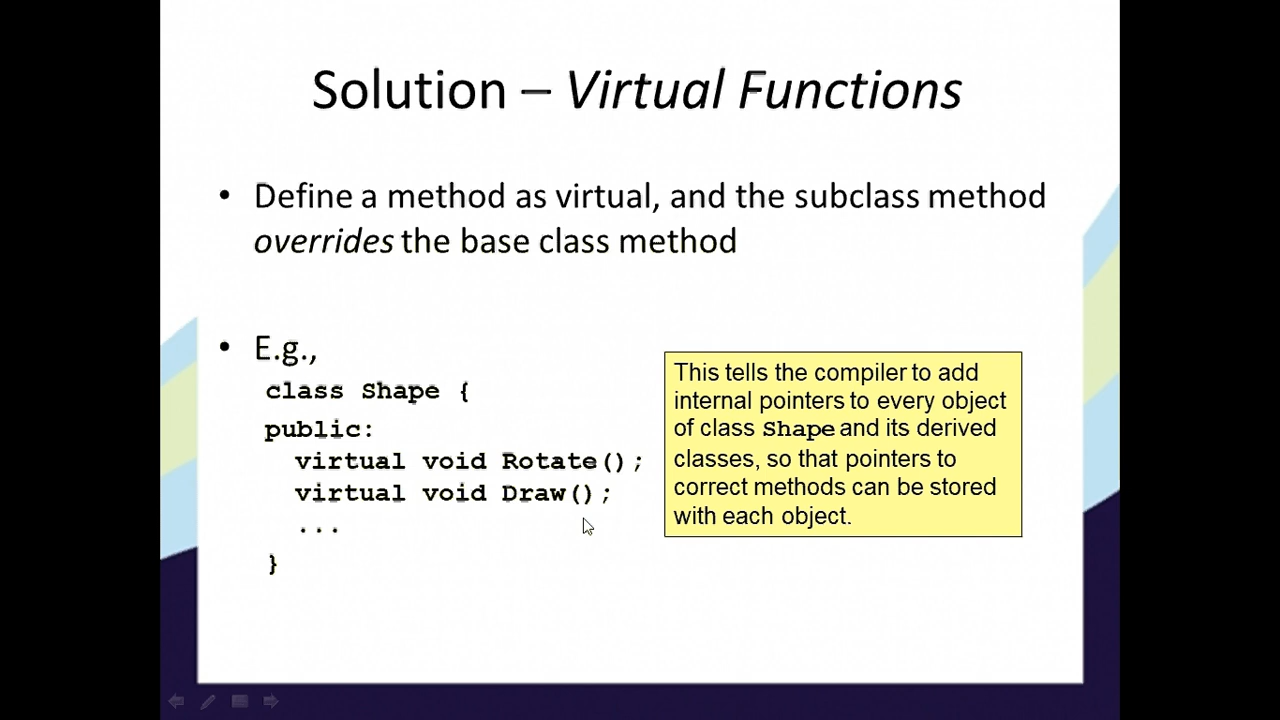 Solution – Virtual Functions
• Define a method as virtual, and the subclass method
overrides the base class method
• E.g.,
class Shape {
public:
virtual void Rotate();
virtual void Draw();
...
}
This tells the compiler to add
internal pointers to every object
of class Shape and its derived
classes, so that pointers to
correct methods can be stored
with each object.